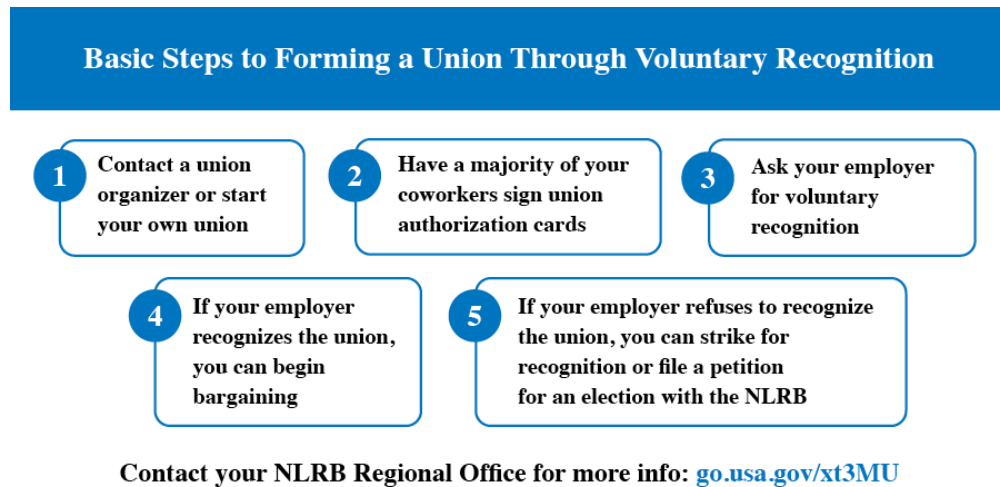 Basic Steps to Forming a Union Through Voluntary Recognition
1
Contact a union
organizer or start
your own union
2
Have a majority of your
coworkers sign union
authorization cards
3
Ask your employer
for voluntary
recognition
4
If your employer
recognizes the union,
you can begin
bargaining
5
If your employer refuses to recognize
the union, you can strike for
recognition or file a petition
for an election with the NLRB
Contact your NLRB Regional Office for more info: go.usa.gov/xt3MU